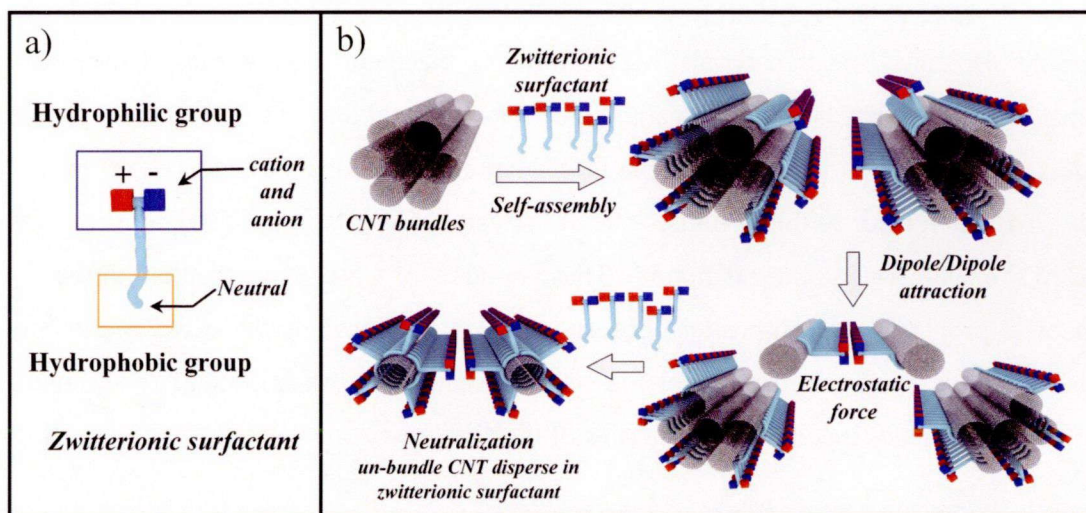 a)
Hydrophilic group
+ -
cation
and
anion
Neutral
Hydrophobic group
Zwitterionic surfactant
b)
Zwitterionic
surfactant
CNT bundles
Self-assembly
Dipole/Dipole
attraction
Electrostatic
force
Neutralization
un-bundle CNT disperse in
zwitterionic surfactant